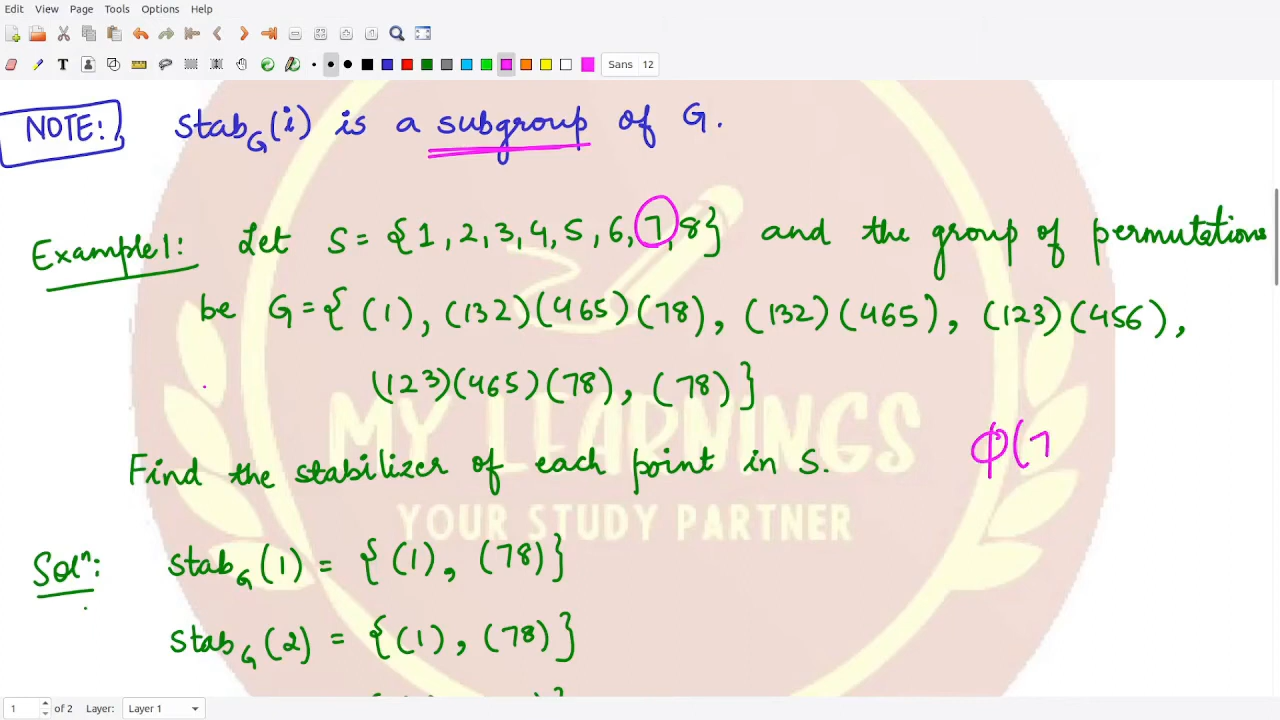 Edit View Page Tools Options Help
Sans 12
NOTE: Stab_G(i) is a subgroup of G.
Example 1: Let S = {1, 2, 3, 4, 5, 6, 7, 8} and the group of permutations
be G = { (1), (132)(465)(78), (132)(465), (123)(456),
(123)(465)(78), (78) }
MY LEARNINGS
φ(7
Find the stabilizer of each point in S.
YOUR STUDY PARTNER
Solⁿ: Stab_G(1) = {(1), (78)}
Stab_G(2) = {(1), (78)}
1 of 2 Layer: Layer 1